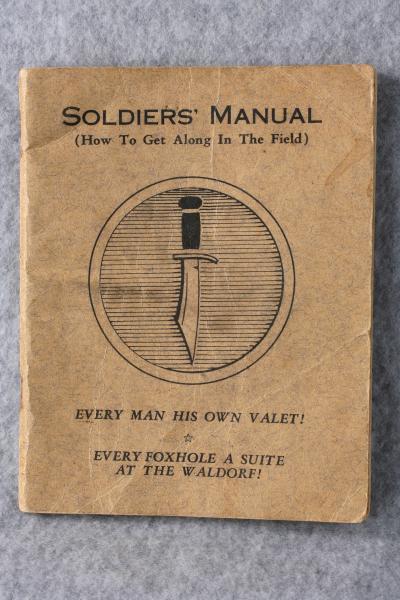 SOLDIERS' MANUAL
(How To Get Along In The Field)
EVERY MAN HIS OWN VALET!
EVERY FOXHOLE A SUITE
AT THE WALDORF!